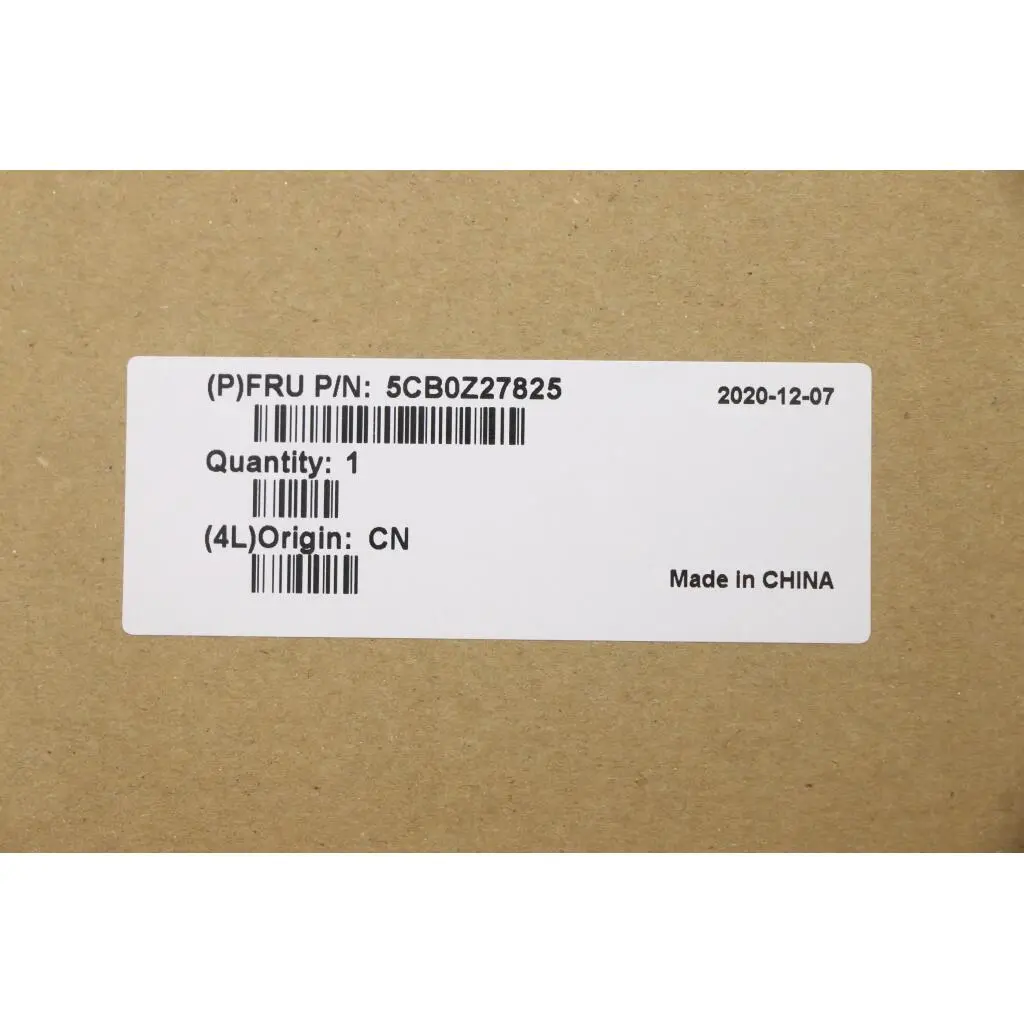 (P)FRU P/N: 5CB0Z27825
2020-12-07
Quantity: 1
(4L)Origin: CN
Made in CHINA